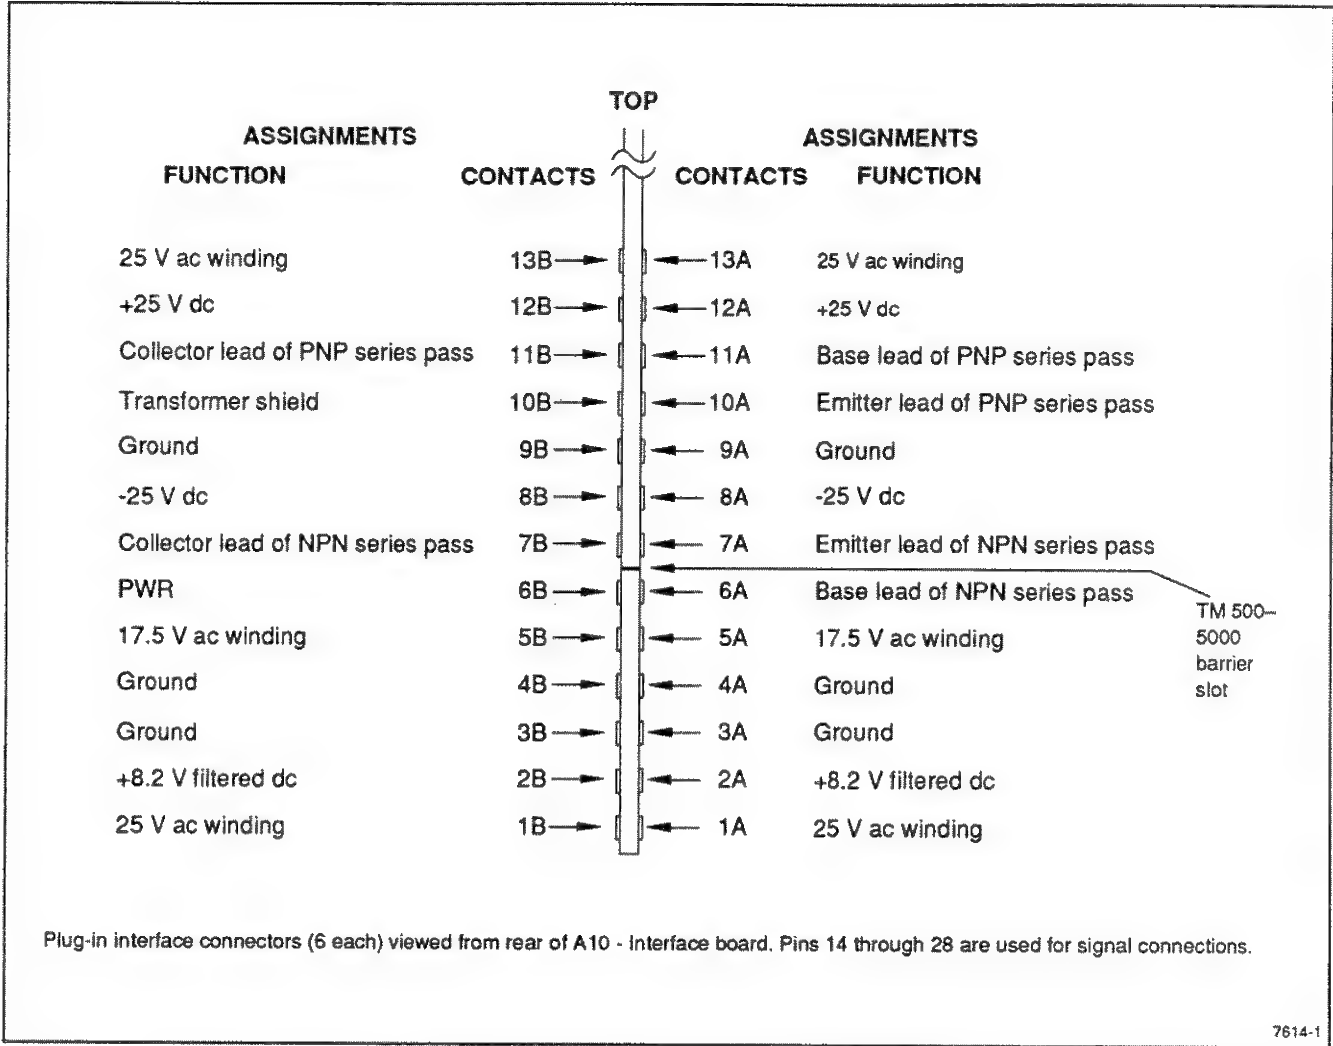 TOP
ASSIGNMENTS ASSIGNMENTS
FUNCTION CONTACTS CONTACTS FUNCTION
25 V ac winding 13B 13A 25 V ac winding
+25 V dc 12B 12A +25 V dc
Collector lead of PNP series pass 11B 11A Base lead of PNP series pass
Transformer shield 10B 10A Emitter lead of PNP series pass
Ground 9B 9A Ground
-25 V dc 8B 8A -25 V dc
Collector lead of NPN series pass 7B 7A Emitter lead of NPN series pass
PWR 6B 6A Base lead of NPN series pass
TM 500–
17.5 V ac winding 5B 5A 17.5 V ac winding
5000
barrier
slot
Ground 4B 4A Ground
Ground 3B 3A Ground
+8.2 V filtered dc 2B 2A +8.2 V filtered dc
25 V ac winding 1B 1A 25 V ac winding
Plug-in interface connectors (6 each) viewed from rear of A10 - Interface board. Pins 14 through 28 are used for signal connections.
7614-1